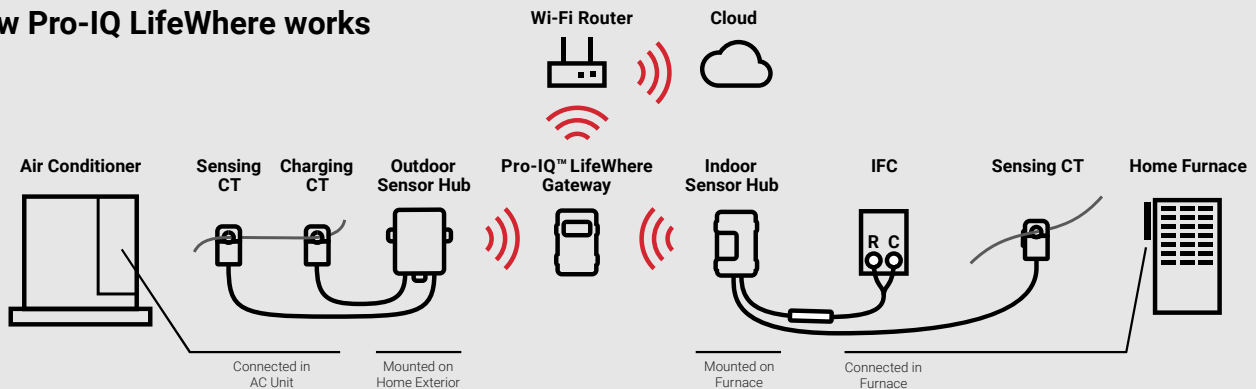 w Pro-IQ LifeWhere works
Wi-Fi Router
Cloud
Air Conditioner
Sensing
CT
Charging
CT
Outdoor
Sensor Hub
Pro-IQ™ LifeWhere
Gateway
Indoor
Sensor Hub
IFC
Sensing CT
Home Furnace
R C
Connected in
AC Unit
Mounted on
Home Exterior
Mounted on
Furnace
Connected in
Furnace